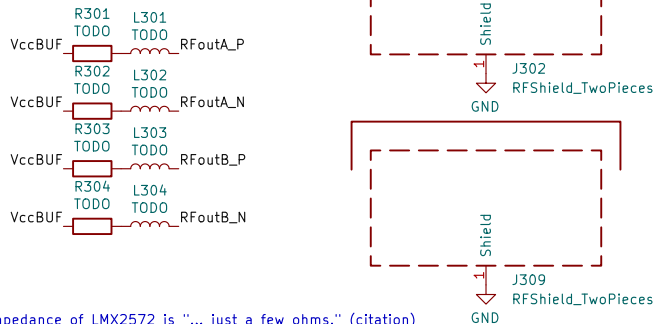 R301 L301
TODO TODO
VccBUF RFoutA_P
R302 L302
TODO TODO
VccBUF RFoutA_N
R303 L303
TODO TODO
VccBUF RFoutB_P
R304 L304
TODO TODO
VccBUF RFoutB_N
Shield
1
J302
RFShield_TwoPieces
GND
Shield
1
J309
RFShield_TwoPieces
GND
of LMX2572 is "... just a few ohms." (citation)